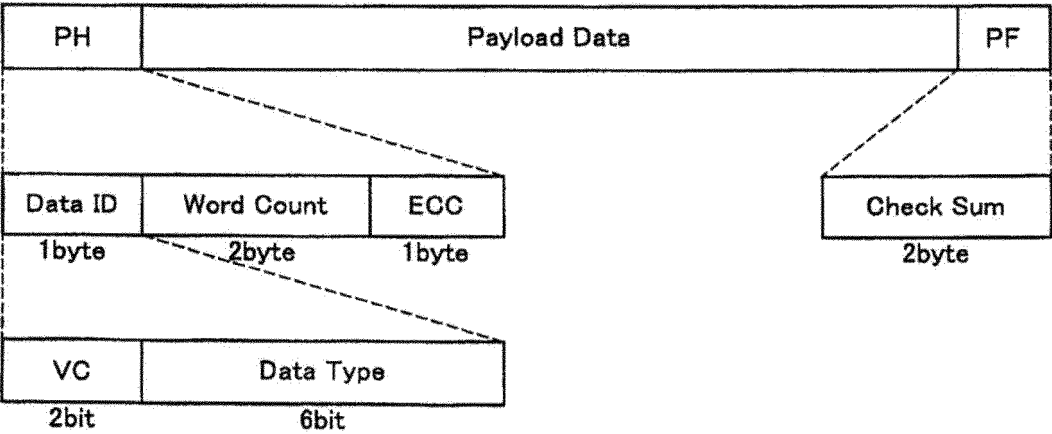 PH Payload Data PF
Data ID Word Count ECC Check Sum
1byte 2byte 1byte 2byte
VC Data Type
2bit 6bit